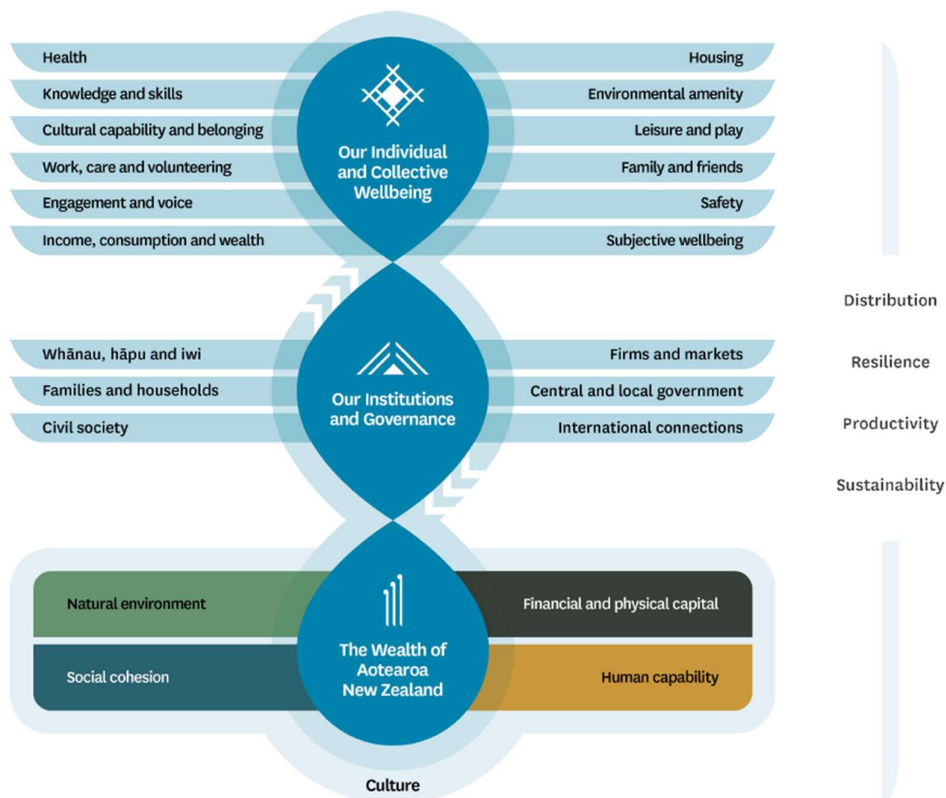 Health
Housing
Knowledge and skills
Environmental amenity
Cultural capability and belonging
Leisure and play
Our Individual
and Collective
Wellbeing
Work, care and volunteering
Family and friends
Engagement and voice
Safety
Income, consumption and wealth
Subjective wellbeing
Whānau, hāpu and iwi
Firms and markets
Families and households
Central and local government
Our Institutions
and Governance
Civil society
International connections
Natural environment
Financial and physical capital
The Wealth of
Aotearoa
New Zealand
Social cohesion
Human capability
Culture
Distribution
Resilience
Productivity
Sustainability